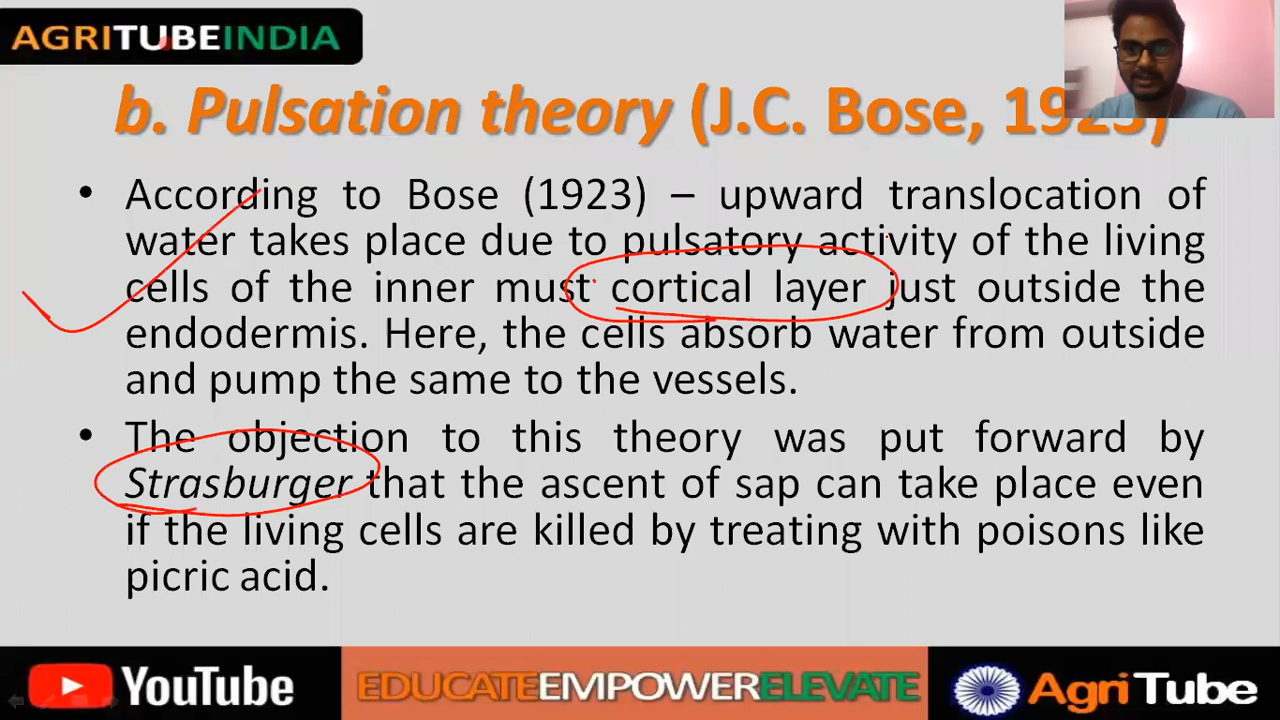 AGRITUBEINDIA
b. Pulsation theory (J.C. Bose, 1923)
• According to Bose (1923) – upward translocation of
water takes place due to pulsatory activity of the living
cells of the inner must cortical layer just outside the
endodermis. Here, the cells absorb water from outside
and pump the same to the vessels.
• The objection to this theory was put forward by
Strasburger that the ascent of sap can take place even
if the living cells are killed by treating with poisons like
picric acid.
YouTube
EDUCATEEMPOWERELEVATE
AgriTube